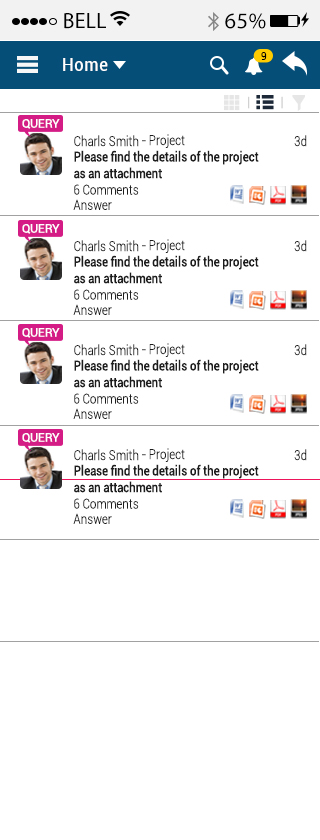 BELL 65%
Home 9
QUERY
Charls Smith - Project 3d
Please find the details of the project
as an attachment
6 Comments
Answer
QUERY
Charls Smith - Project 3d
Please find the details of the project
as an attachment
6 Comments
Answer
QUERY
Charls Smith - Project 3d
Please find the details of the project
as an attachment
6 Comments
Answer
QUERY
Charls Smith - Project 3d
Please find the details of the project
as an attachment
6 Comments
Answer